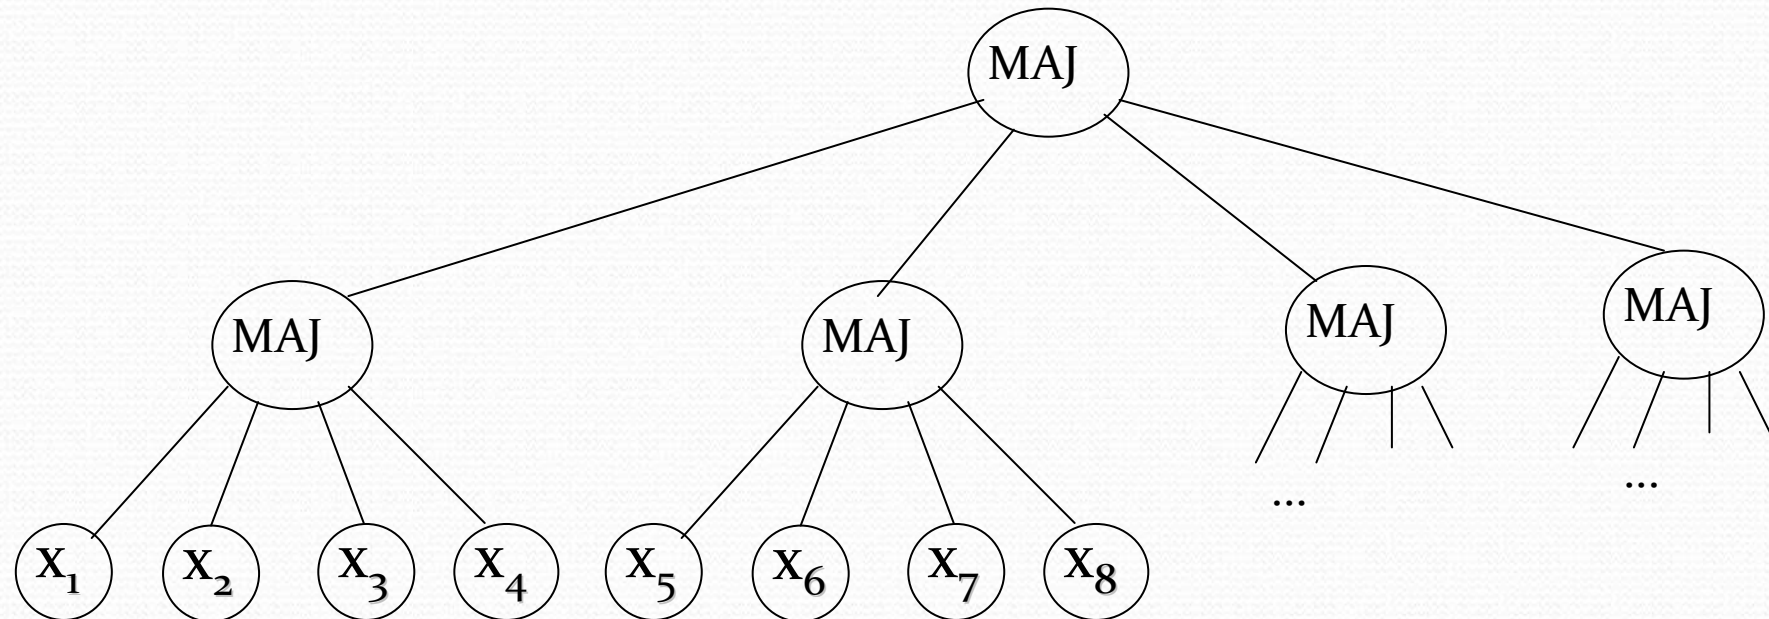 MAJ
MAJ MAJ MAJ MAJ
... ...
x₁ x₂ x₃ x₄ x₅ x₆ x₇ x₈